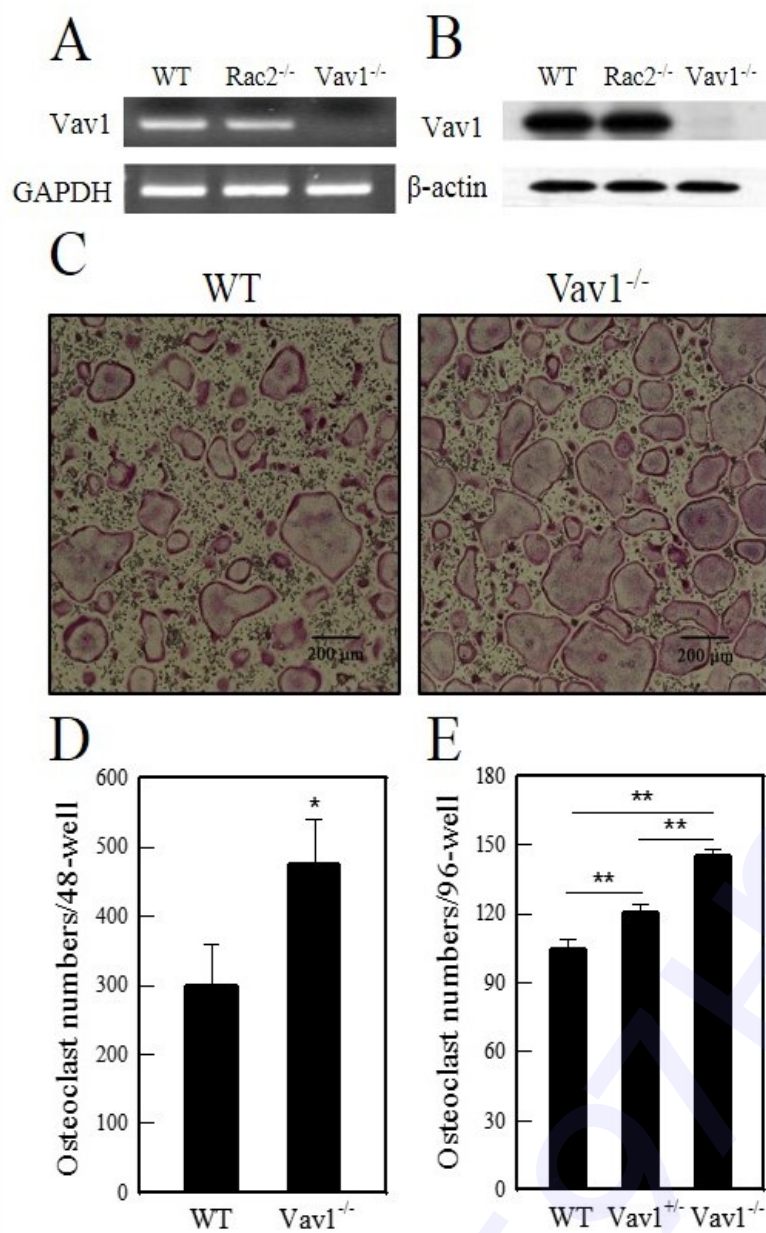 A
WT Rac2-/- Vav1-/-
Vav1
GAPDH
B
WT Rac2-/- Vav1-/-
Vav1
β-actin
C
WT
200 μm
Vav1-/-
200 μm
D
Osteoclast numbers/48-well
600
500
400
300
200
100
0
*
WT Vav1-/-
E
Osteoclast numbers/96-well
180
150
120
90
60
30
0
**
**
**
WT Vav1+/- Vav1-/-